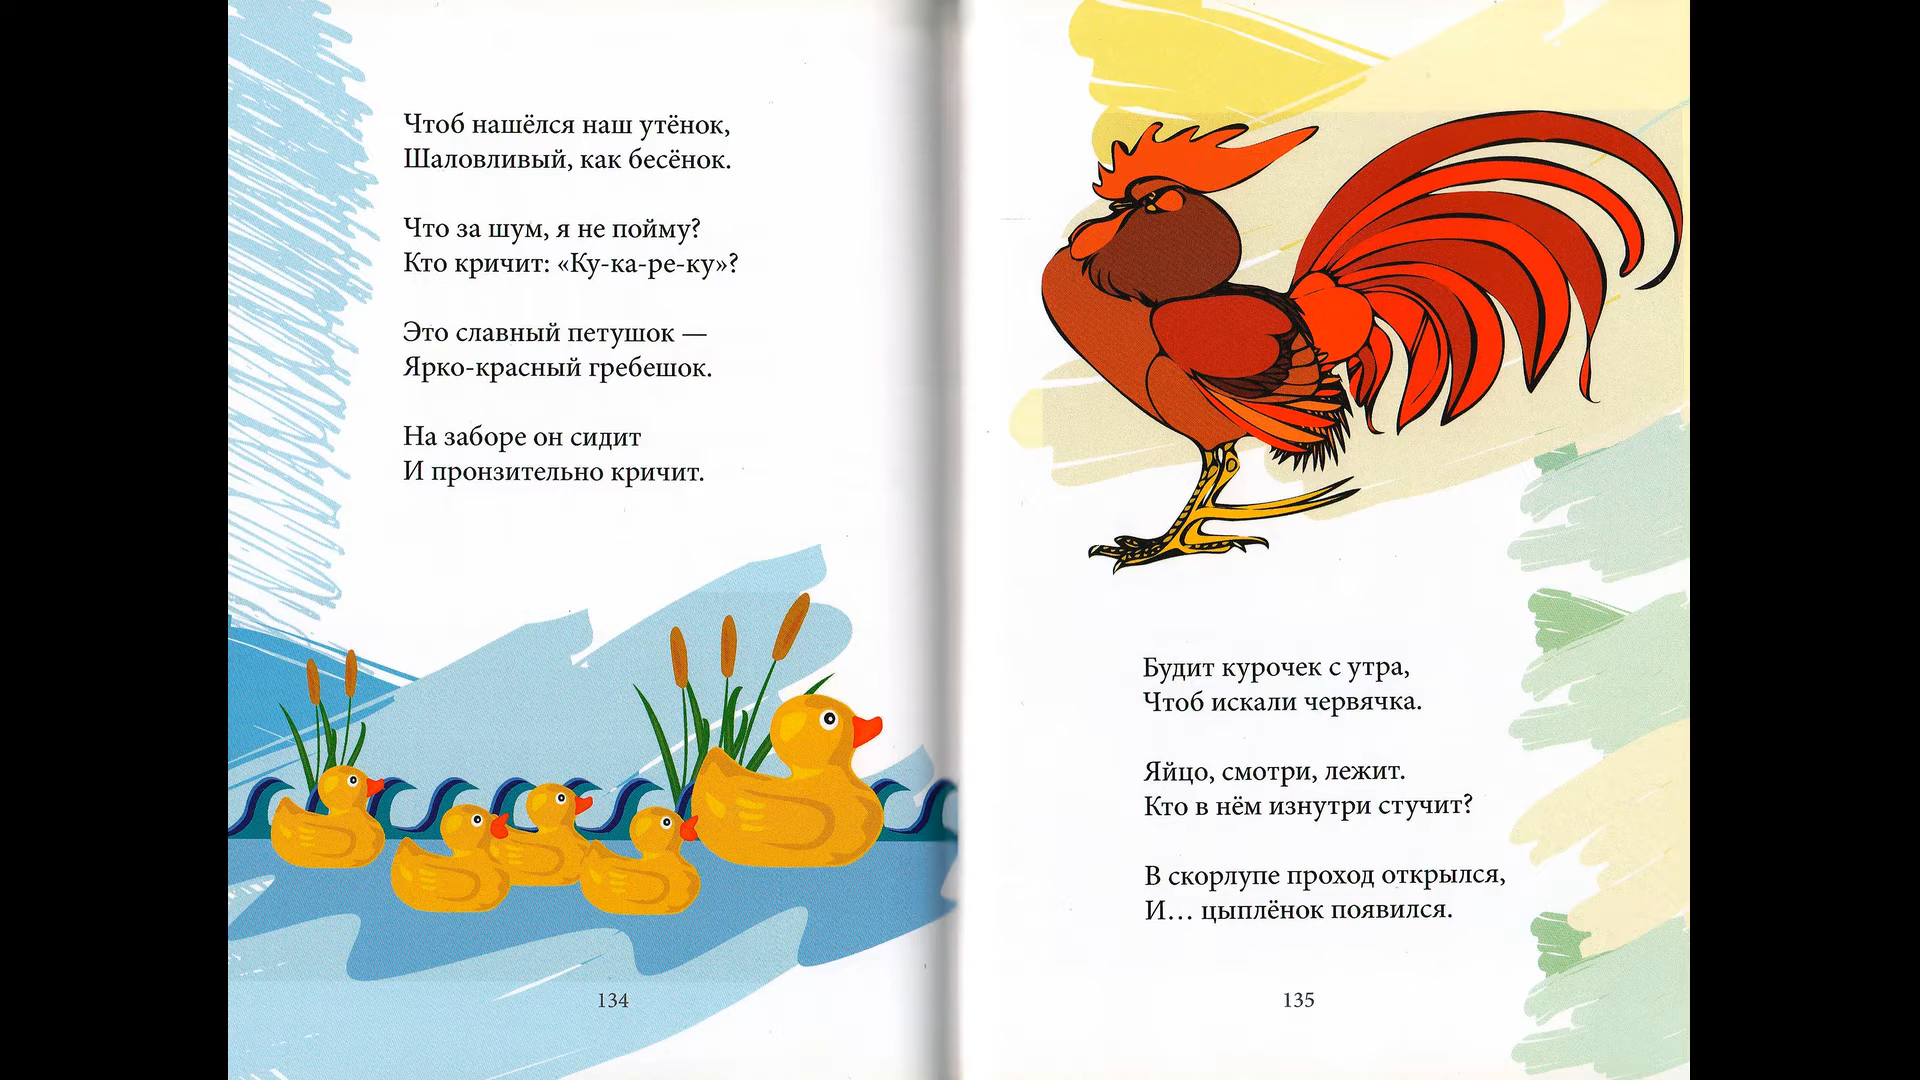 Чтоб нашёлся наш утёнок,
Шаловливый, как бесёнок.
Что за шум, я не пойму?
Кто кричит: «Ку-ка-ре-ку»?
Это славный петушок —
Ярко-красный гребешок.
На заборе он сидит
И пронзительно кричит.
134
Будит курочек с утра,
Чтоб искали червячка.
Яйцо, смотри, лежит.
Кто в нём изнутри стучит?
В скорлупе проход открылся,
И… цыплёнок появился.
135